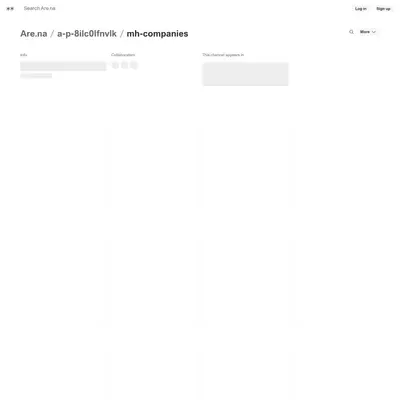 Search Are.na
Log in
Sign up
Are.na / a-p-8ilc0lfnvlk / mh-companies
More
Info
Collaborators
This channel appears in